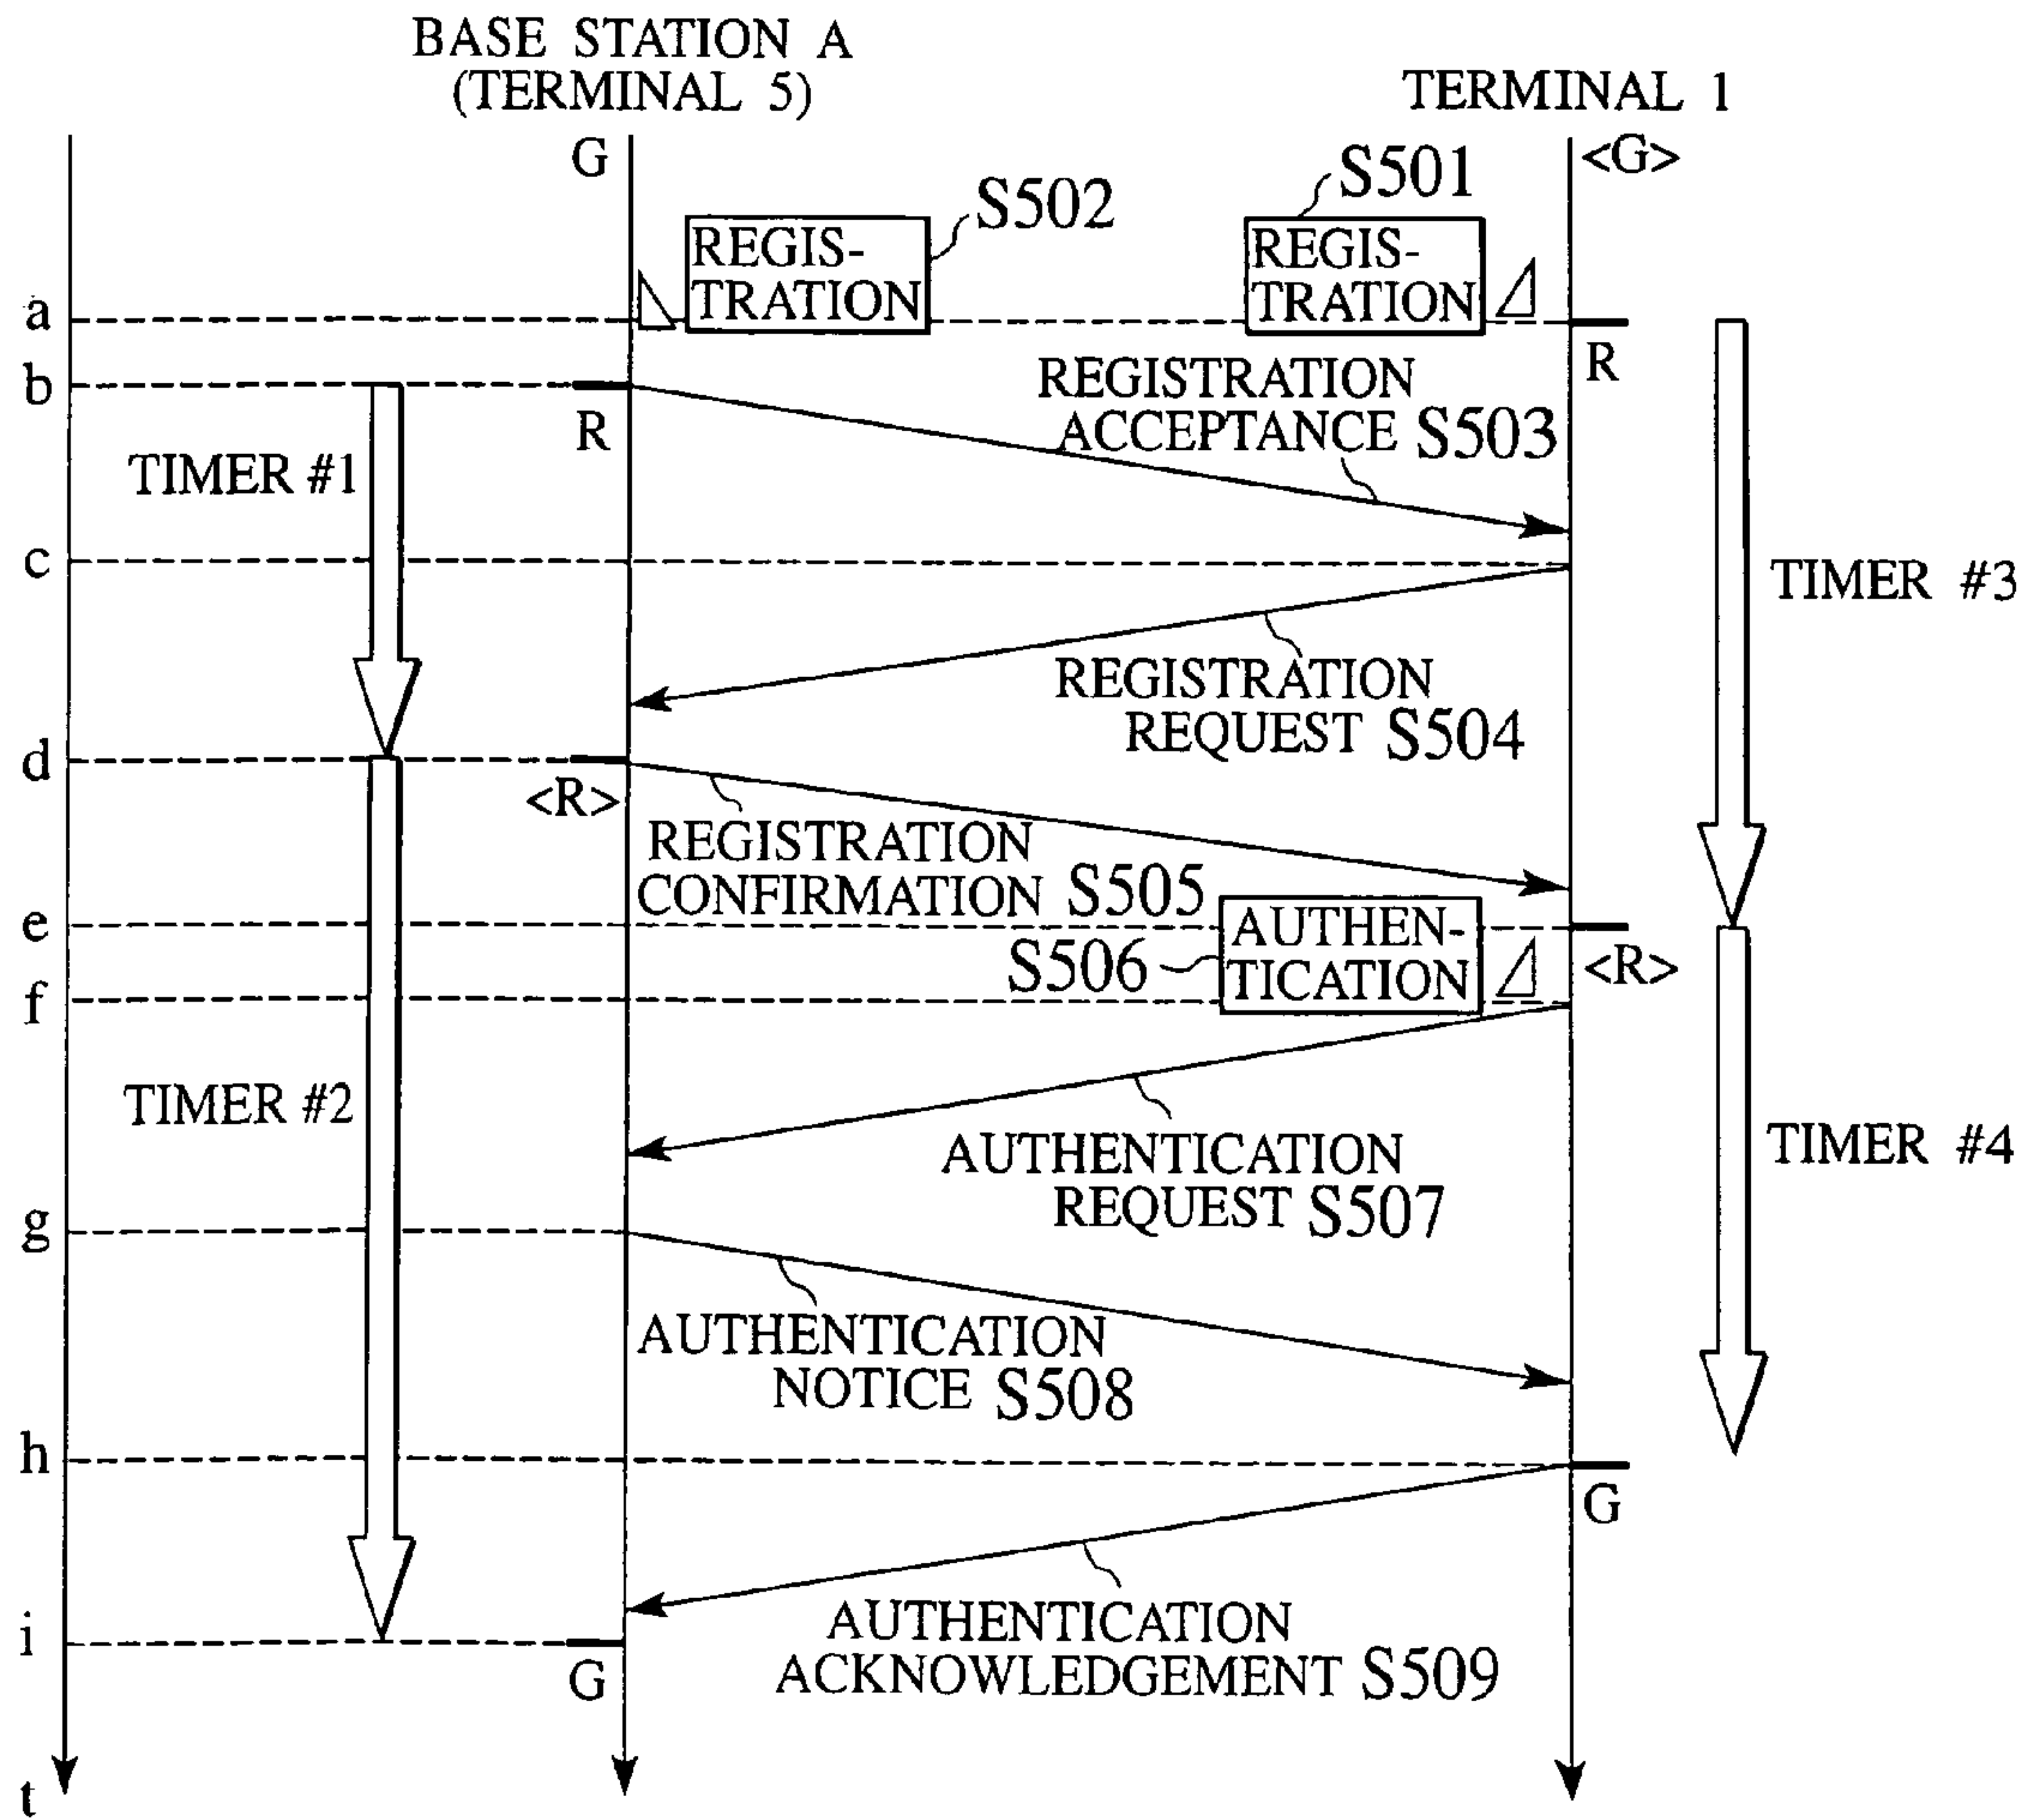 BASE STATION A
(TERMINAL 5)
TERMINAL 1
G
<G>
S502
S501
REGIS-
TRATION
REGIS-
TRATION
a
R
b
REGISTRATION
ACCEPTANCE S503
R
TIMER #1
c
TIMER #3
REGISTRATION
REQUEST S504
d
<R>
REGISTRATION
CONFIRMATION S505
e
AUTHEN-
TICATION
S506
<R>
f
TIMER #2
AUTHENTICATION
REQUEST S507
TIMER #4
g
AUTHENTICATION
NOTICE S508
h
G
AUTHENTICATION
ACKNOWLEDGEMENT S509
i
G
t